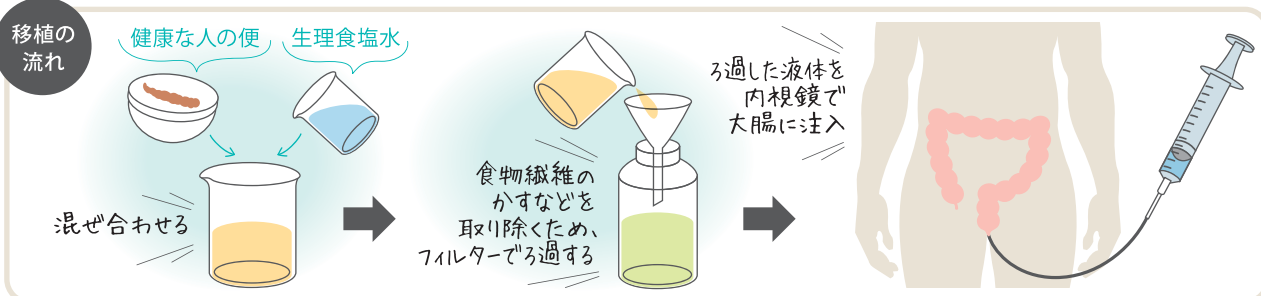 移植の
流れ
健康な人の便
生理食塩水
混ぜ合わせる
食物繊維の
かすなどを
取り除くため、
フィルターでろ過する
ろ過した液体を
内視鏡で
大腸に注入